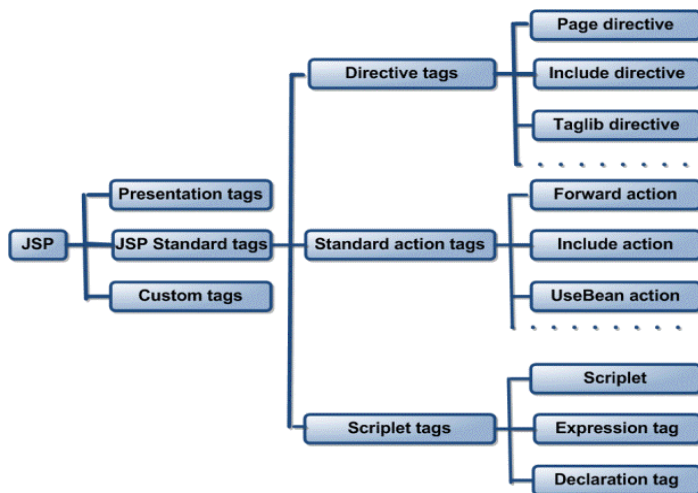 Page directive
Directive tags
Include directive
Taglib directive
Presentation tags
Forward action
JSP
JSP Standard tags
Standard action tags
Include action
Custom tags
UseBean action
Scriplet
Scriplet tags
Expression tag
Declaration tag